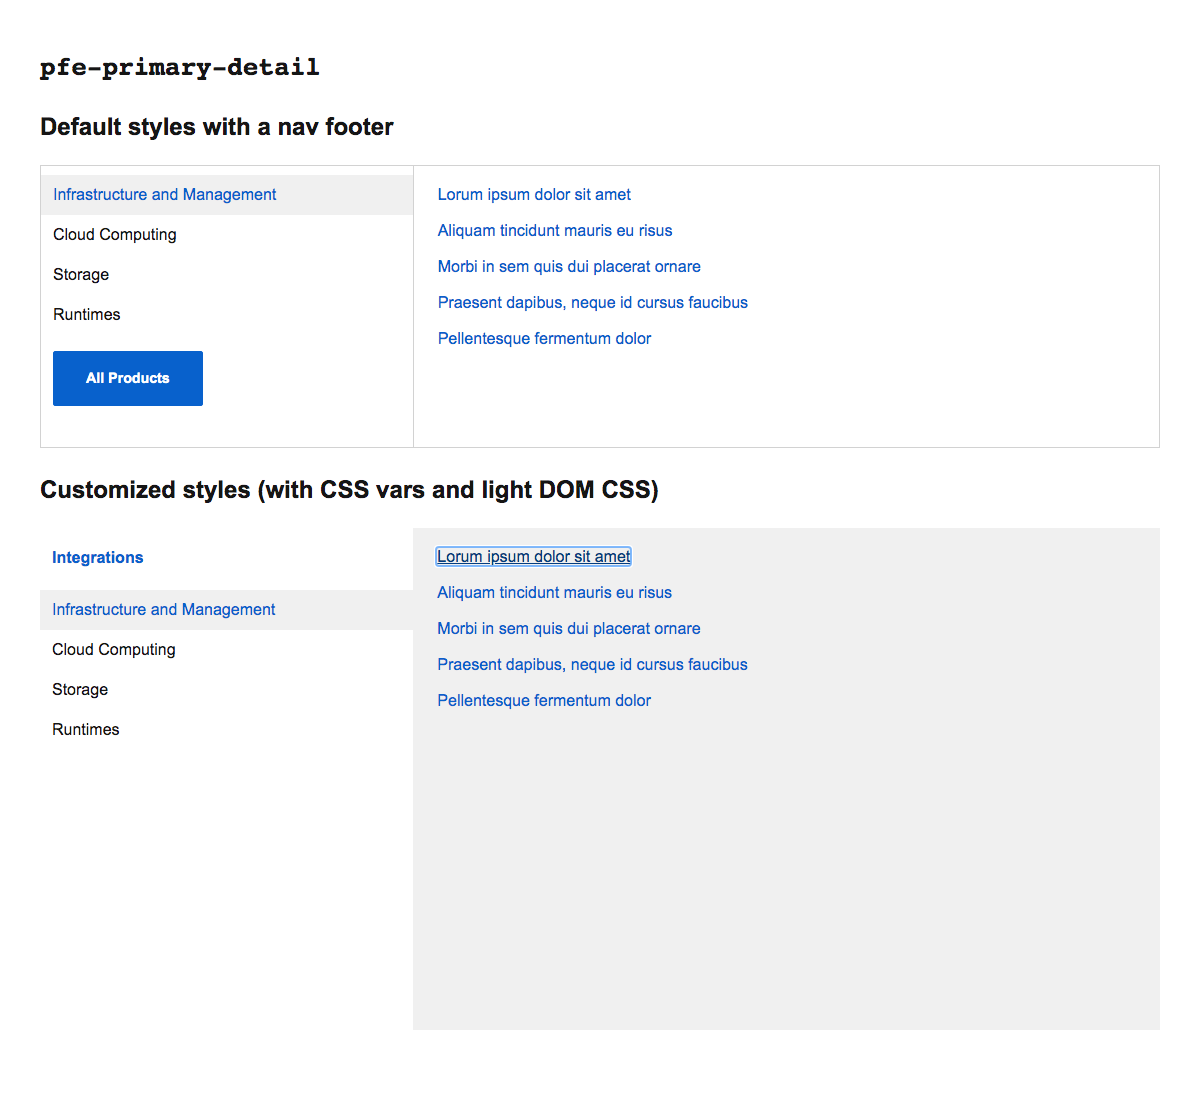 pfe-primary-detail
Default styles with a nav footer
Infrastructure and Management
Cloud Computing
Storage
Runtimes
All Products
Lorum ipsum dolor sit amet
Aliquam tincidunt mauris eu risus
Morbi in sem quis dui placerat ornare
Praesent dapibus, neque id cursus faucibus
Pellentesque fermentum dolor
Customized styles (with CSS vars and light DOM CSS)
Integrations
Infrastructure and Management
Cloud Computing
Storage
Runtimes
Lorum ipsum dolor sit amet
Aliquam tincidunt mauris eu risus
Morbi in sem quis dui placerat ornare
Praesent dapibus, neque id cursus faucibus
Pellentesque fermentum dolor